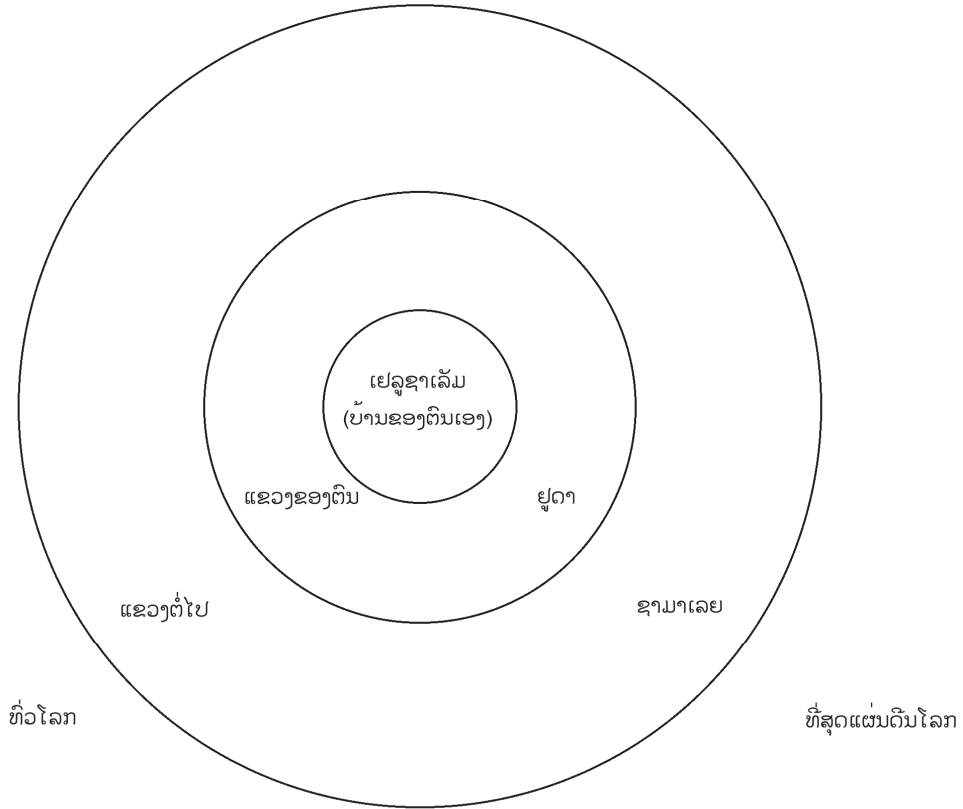 ເຢລູຊາເລັມ
(ບ້ານຂອງຕົນເອງ)
ແຂວງຂອງຕົນ
ຢູດາ
ແຂວງຕໍ່ໄປ
ຊາມາເລຍ
ທົ່ວໂລກ
ທີ່ສຸດແຜ່ນດີນໂລກ